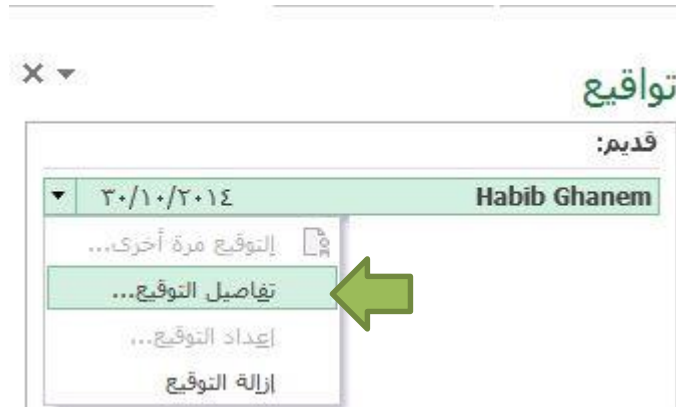 تواقيع
قديم:
Habib Ghanem ٣٠/١٠/٢٠١٤
التوقيع مرة أخرى...
تفاصيل التوقيع...
إعداد التوقيع...
إزالة التوقيع